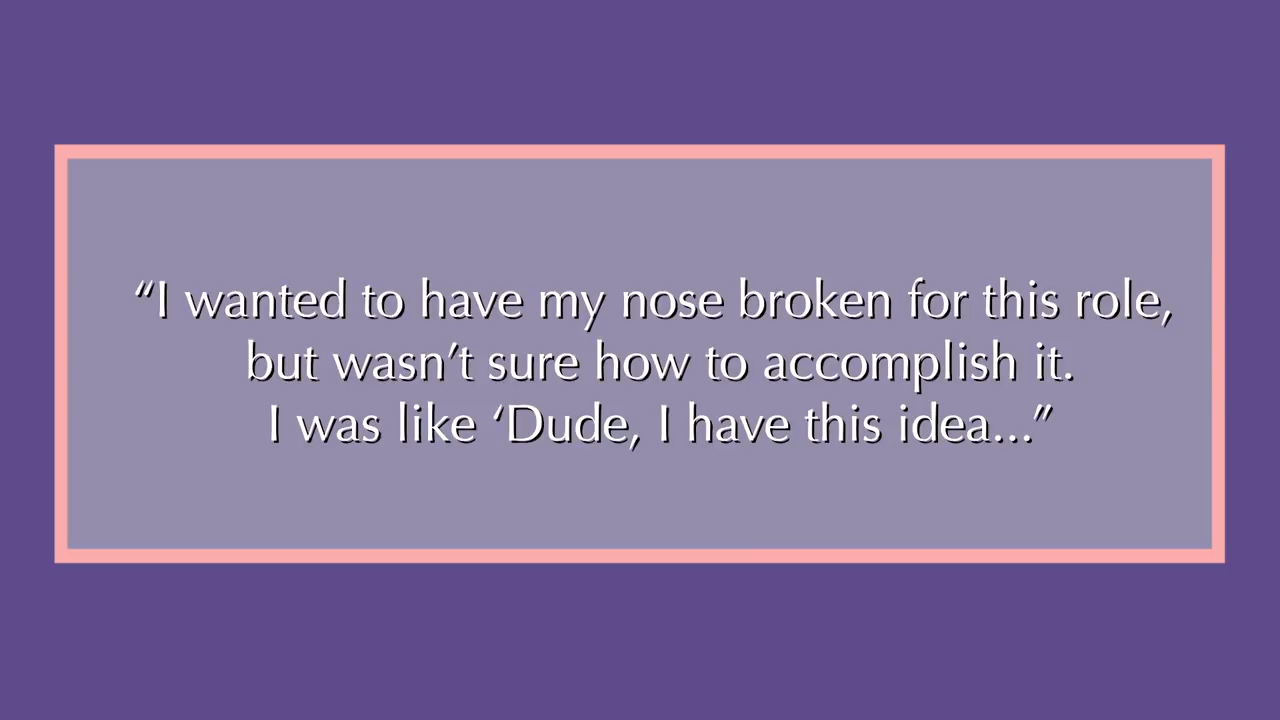 “I wanted to have my nose broken for this role,
but wasn’t sure how to accomplish it.
I was like ‘Dude, I have this idea...”